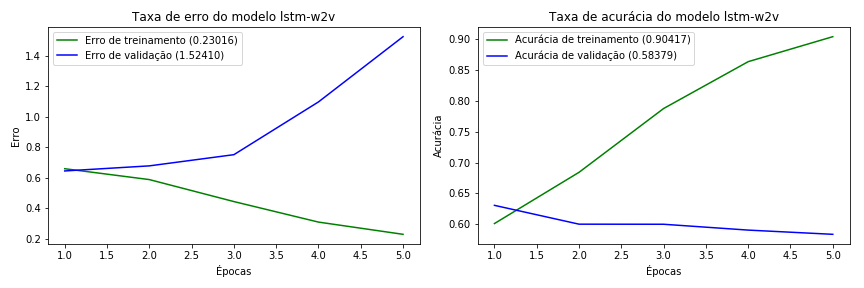 Taxa de erro do modelo lstm-w2v
Erro de treinamento (0.23016)
Erro de validação (1.52410)
Erro
1.4
1.2
1.0
0.8
0.6
0.4
0.2
1.0 1.5 2.0 2.5 3.0 3.5 4.0 4.5 5.0
Épocas
Taxa de acurácia do modelo lstm-w2v
Acurácia de treinamento (0.90417)
Acurácia de validação (0.58379)
Acurácia
0.90
0.85
0.80
0.75
0.70
0.65
0.60
1.0 1.5 2.0 2.5 3.0 3.5 4.0 4.5 5.0
Épocas